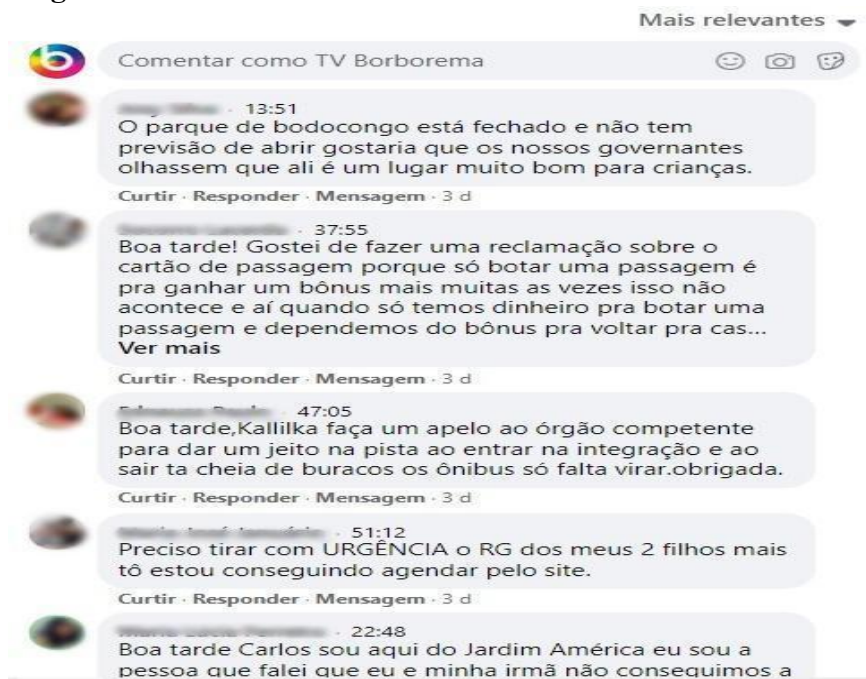 Mais relevantes
Comentar como TV Borborema
· 13:51
O parque de bodocongo está fechado e não tem
previsão de abrir gostaria que os nossos governantes
olhassem que ali é um lugar muito bom para crianças.
Curtir · Responder · Mensagem · 3 d
· 37:55
Boa tarde! Gostei de fazer uma reclamação sobre o
cartão de passagem porque só botar uma passagem é
pra ganhar um bônus mais muitas as vezes isso não
acontece e aí quando só temos dinheiro pra botar uma
passagem e dependemos do bônus pra voltar pra cas...
Ver mais
Curtir · Responder · Mensagem · 3 d
· 47:05
Boa tarde,Kallilka faça um apelo ao órgão competente
para dar um jeito na pista ao entrar na integração e ao
sair ta cheia de buracos os ônibus só falta virar.obrigada.
Curtir · Responder · Mensagem · 3 d
· 51:12
Preciso tirar com URGÊNCIA o RG dos meus 2 filhos mais
tô estou conseguindo agendar pelo site.
Curtir · Responder · Mensagem · 3 d
· 22:48
Boa tarde Carlos sou aqui do Jardim América eu sou a
pessoa que falei que eu e minha irmã não conseguimos a